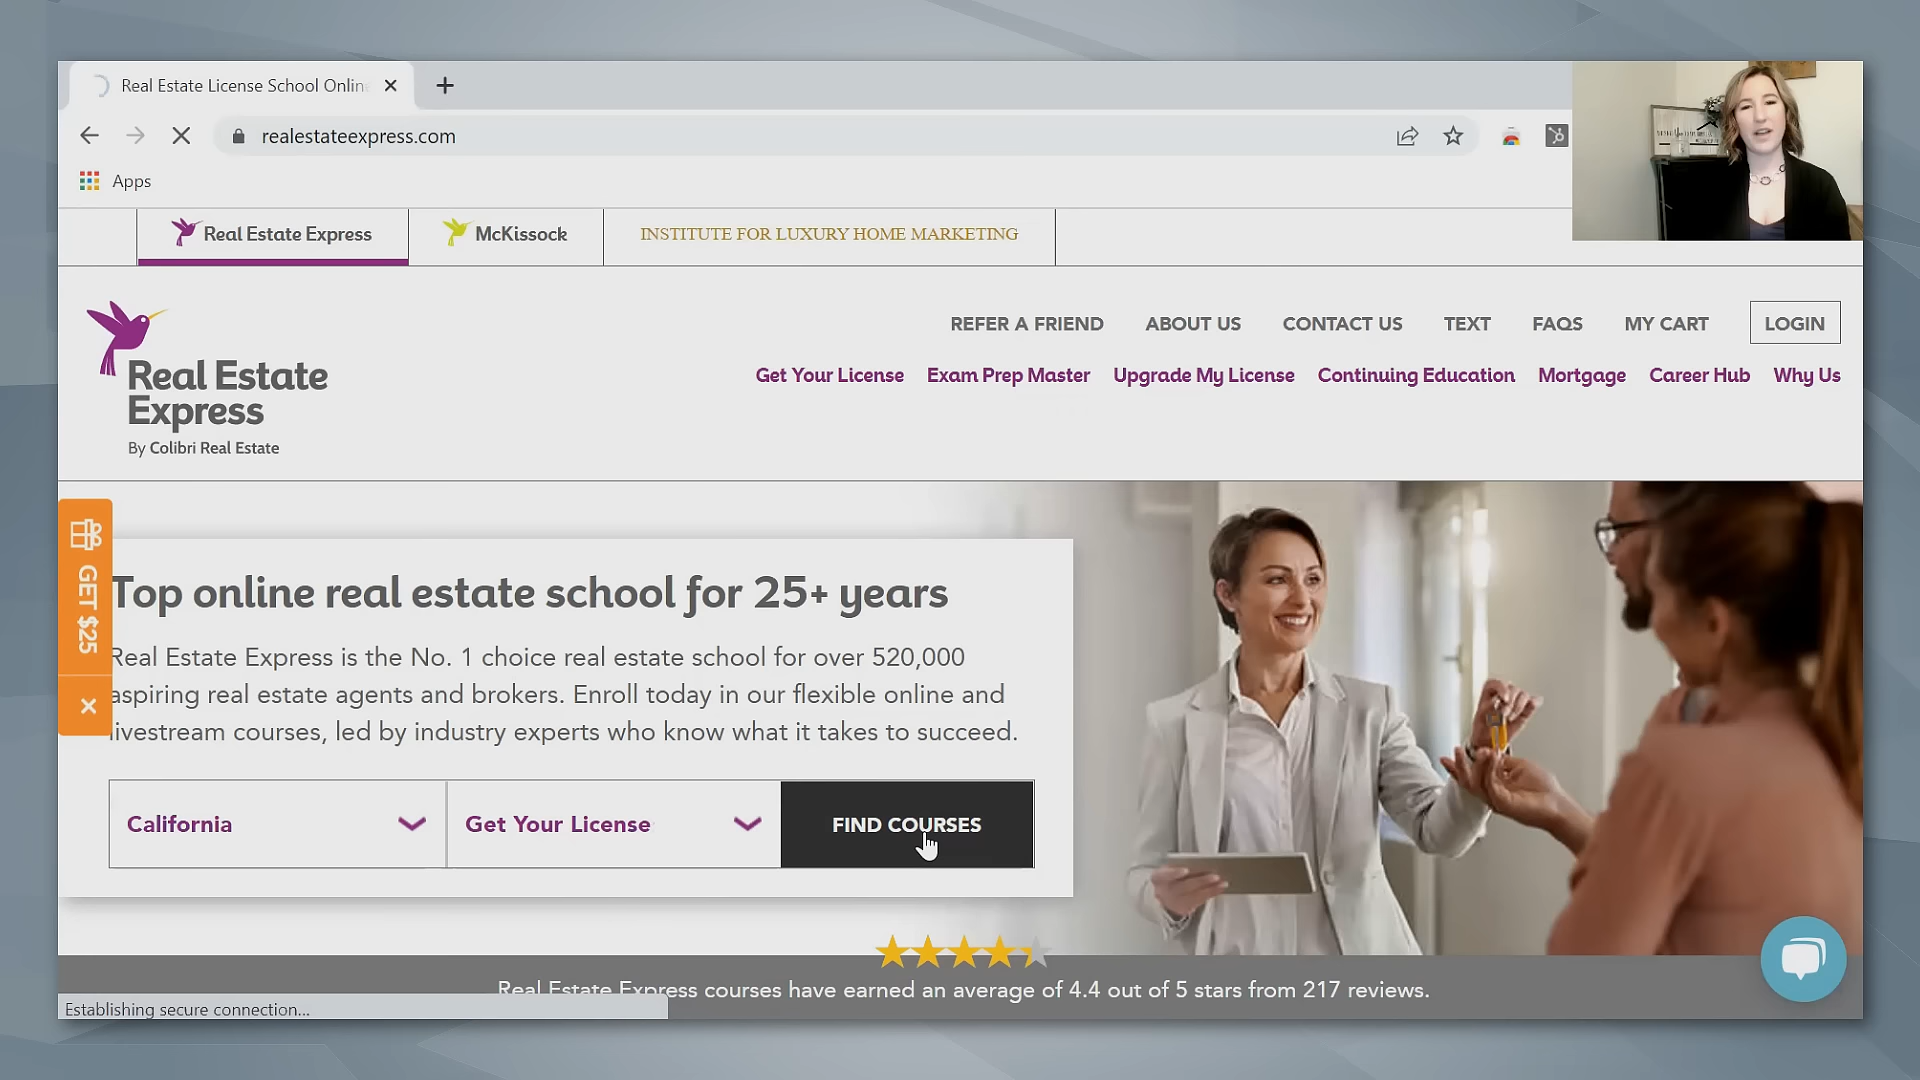 Real Estate License School Onlin
realestateexpress.com
Apps
Real Estate Express
McKissock
INSTITUTE FOR LUXURY HOME MARKETING
REFER A FRIEND ABOUT US CONTACT US TEXT FAQS MY CART LOGIN
Get Your License Exam Prep Master Upgrade My License Continuing Education Mortgage Career Hub Why Us
Real Estate
Express
By Colibri Real Estate
GET $25
Top online real estate school for 25+ years
Real Estate Express is the No. 1 choice real estate school for over 520,000
aspiring real estate agents and brokers. Enroll today in our flexible online and
livestream courses, led by industry experts who know what it takes to succeed.
California
Get Your License
FIND COURSES
Real Estate Express courses have earned an average of 4.4 out of 5 stars from 217 reviews.
Establishing secure connection...